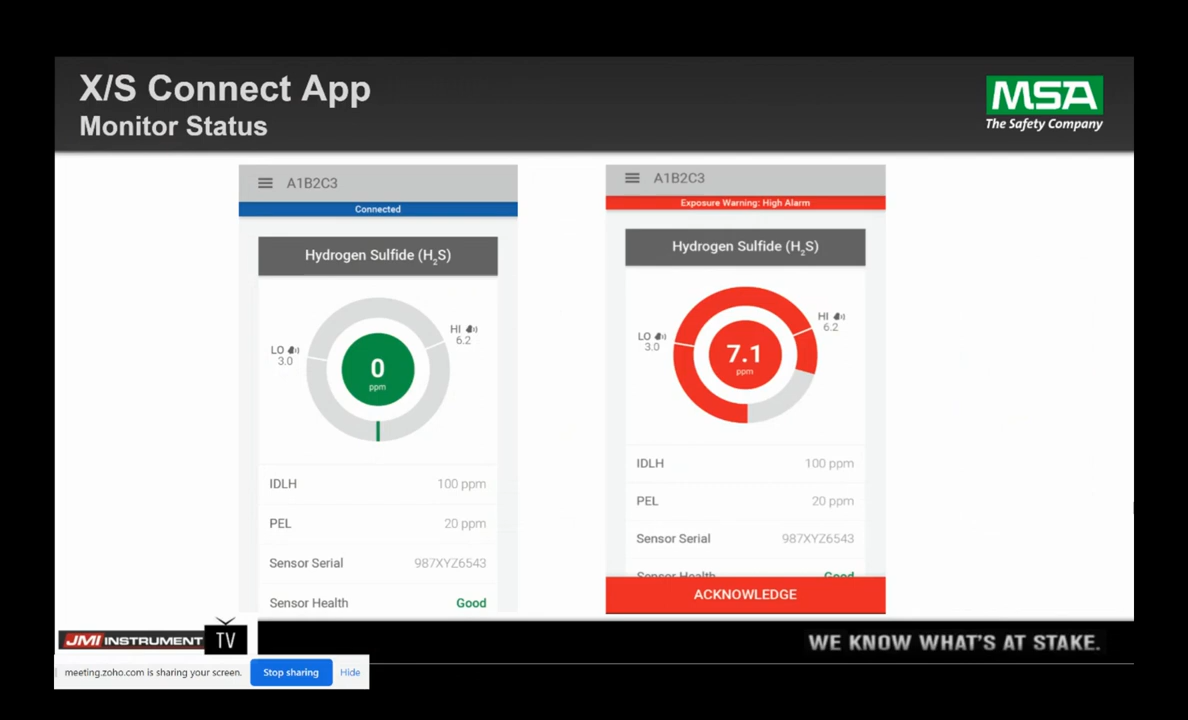 X/S Connect App
Monitor Status
MSA
The Safety Company
A1B2C3
Connected
Hydrogen Sulfide (H2S)
LO
3.0
HI
6.2
0
ppm
IDLH 100 ppm
PEL 20 ppm
Sensor Serial 987XYZ6543
Sensor Health Good
A1B2C3
Exposure Warning: High Alarm
Hydrogen Sulfide (H2S)
LO
3.0
HI
6.2
7.1
ppm
IDLH 100 ppm
PEL 20 ppm
Sensor Serial 987XYZ6543
Sensor Health Good
ACKNOWLEDGE
JMI INSTRUMENT TV
WE KNOW WHAT'S AT STAKE.
meeting.zoho.com is sharing your screen. Stop sharing Hide